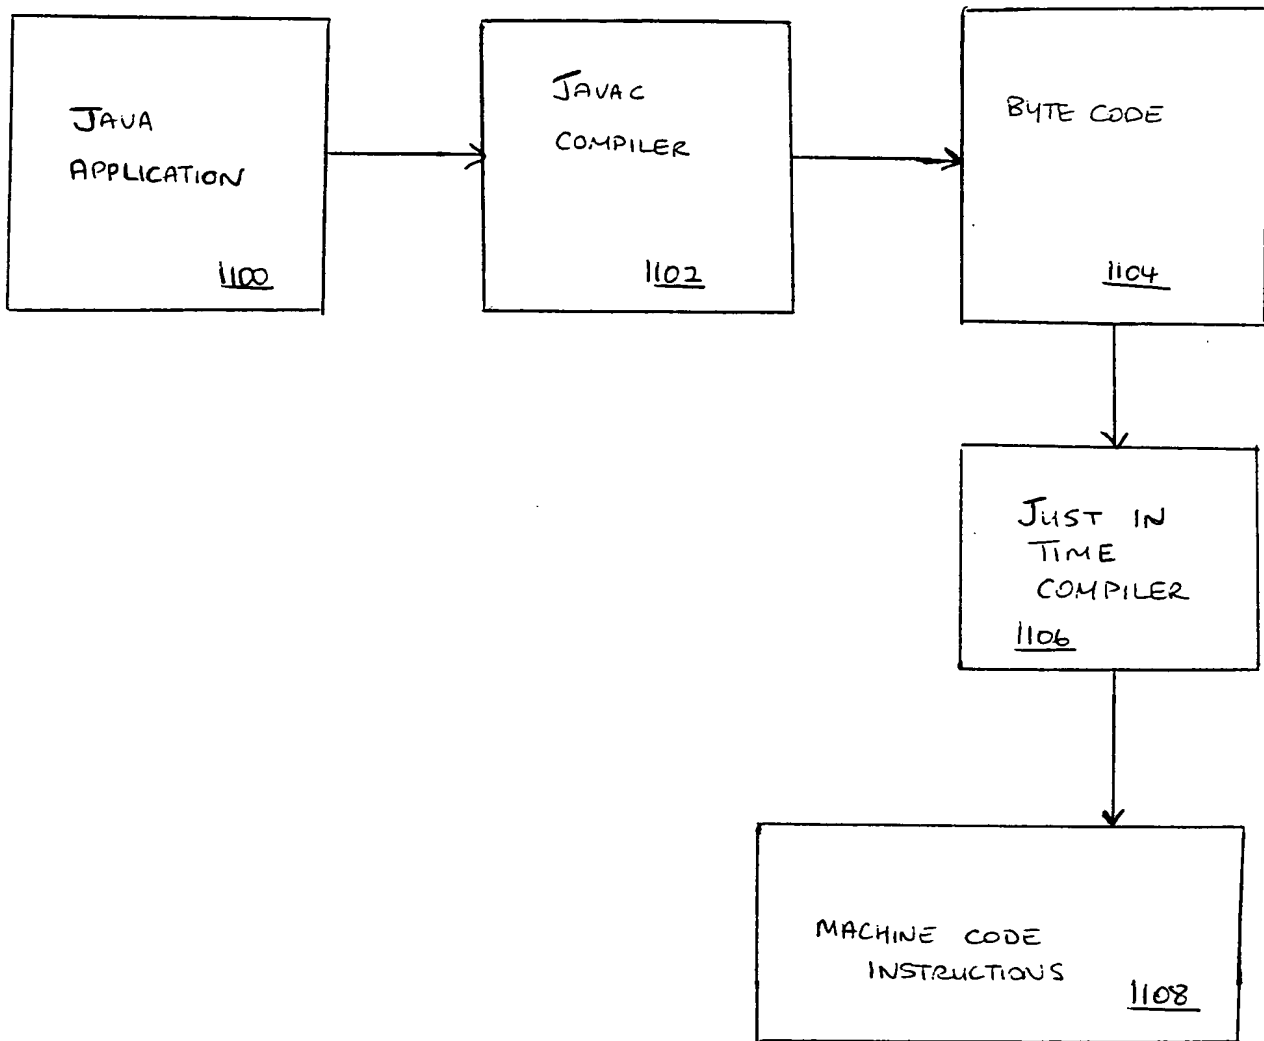 JAVA
APPLICATION
1100
JAVAC
COMPILER
1102
BYTE CODE
1104
JUST IN
TIME
COMPILER
1106
MACHINE CODE
INSTRUCTIONS
1108